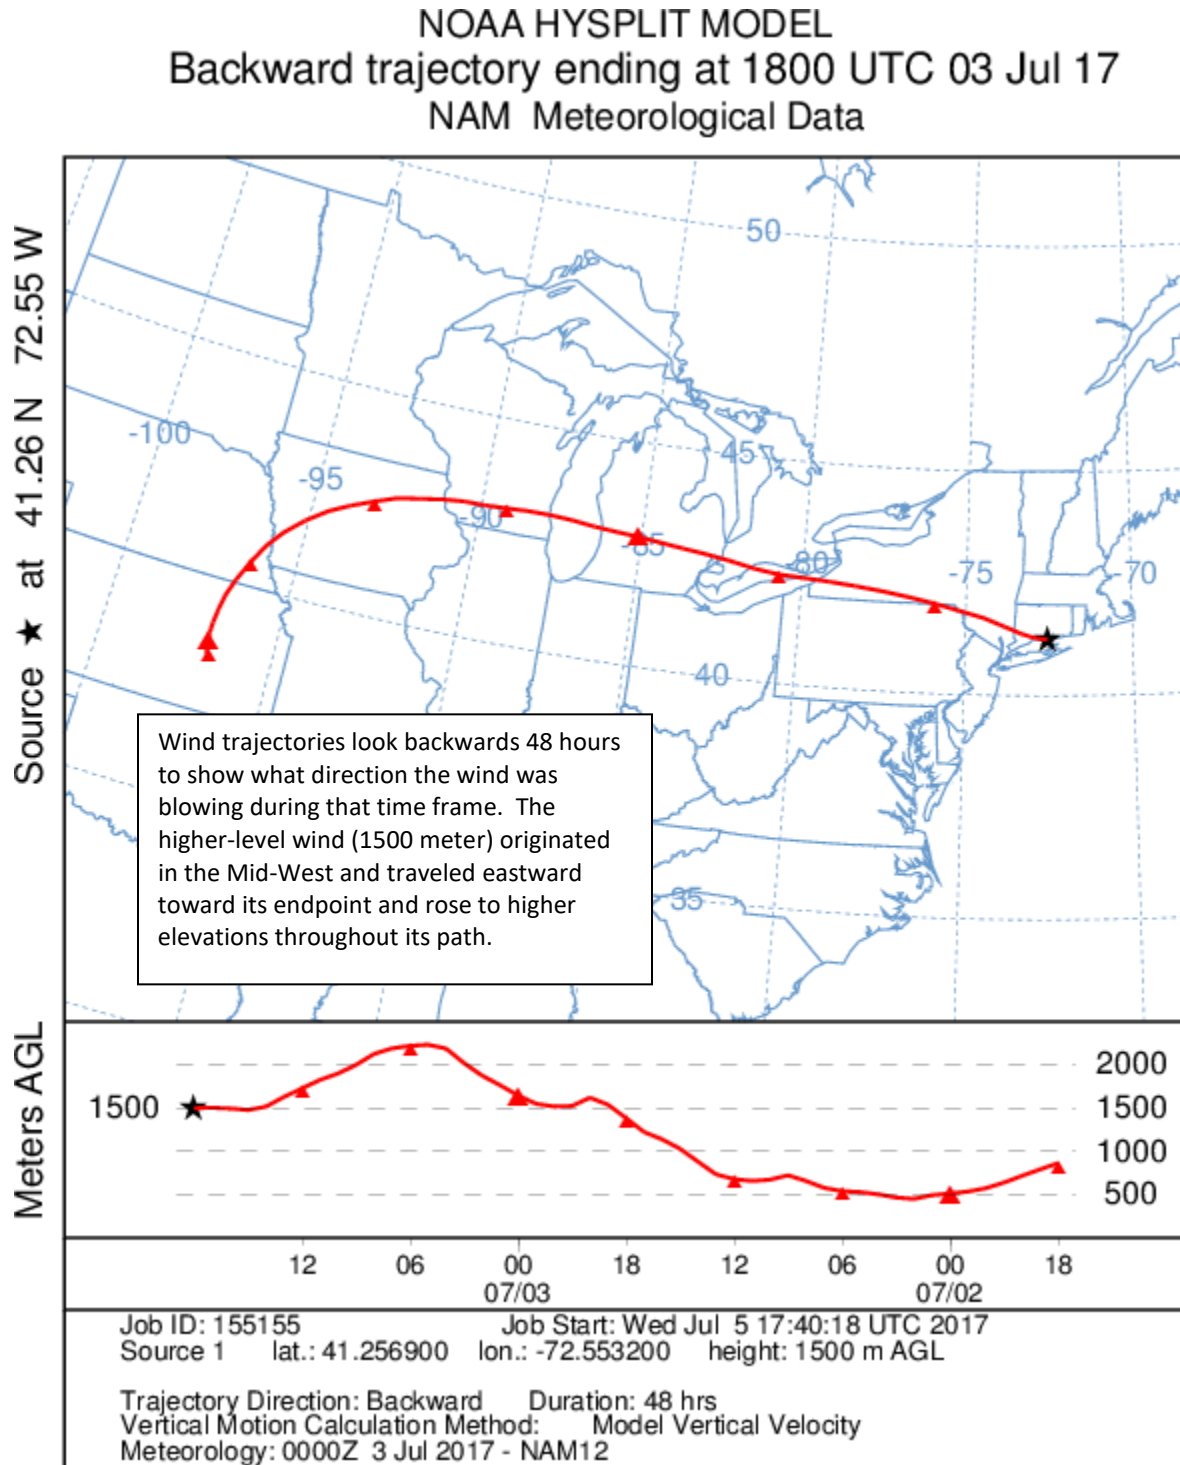 NOAA HYSPLIT MODEL
Backward trajectory ending at 1800 UTC 03 Jul 17
NAM Meteorological Data
Source ★ at 41.26 N 72.55 W
50
-100
45
-95
-90
-85
-80
-75
-70
40
35
Wind trajectories look backwards 48 hours
to show what direction the wind was
blowing during that time frame. The
higher-level wind (1500 meter) originated
in the Mid-West and traveled eastward
toward its endpoint and rose to higher
elevations throughout its path.
Meters AGL
1500
2000
1500
1000
500
12 06 00 18 12 06 00 18
07/03 07/02
Job ID: 155155 Job Start: Wed Jul 5 17:40:18 UTC 2017
Source 1 lat.: 41.256900 lon.: -72.553200 height: 1500 m AGL
Trajectory Direction: Backward Duration: 48 hrs
Vertical Motion Calculation Method: Model Vertical Velocity
Meteorology: 0000Z 3 Jul 2017 - NAM12